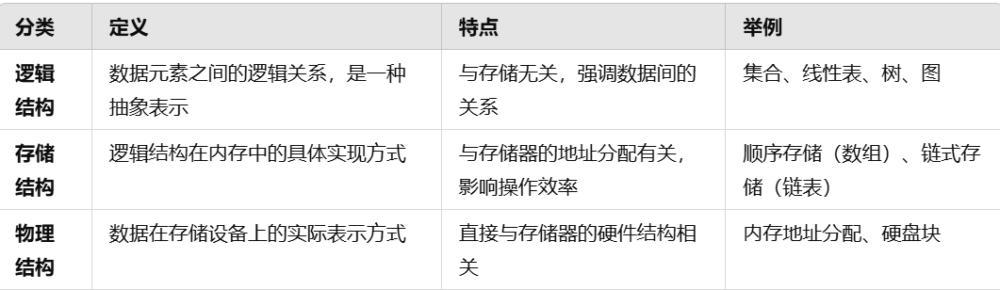 分类 定义 特点 举例
逻辑结构 数据元素之间的逻辑关系，是一种抽象表示 与存储无关，强调数据间的关系 集合、线性表、树、图
存储结构 逻辑结构在内存中的具体实现方式 与存储器的地址分配有关，影响操作效率 顺序存储（数组）、链式存储（链表）
物理结构 数据在存储设备上的实际表示方式 直接与存储器的硬件结构相关 内存地址分配、硬盘块